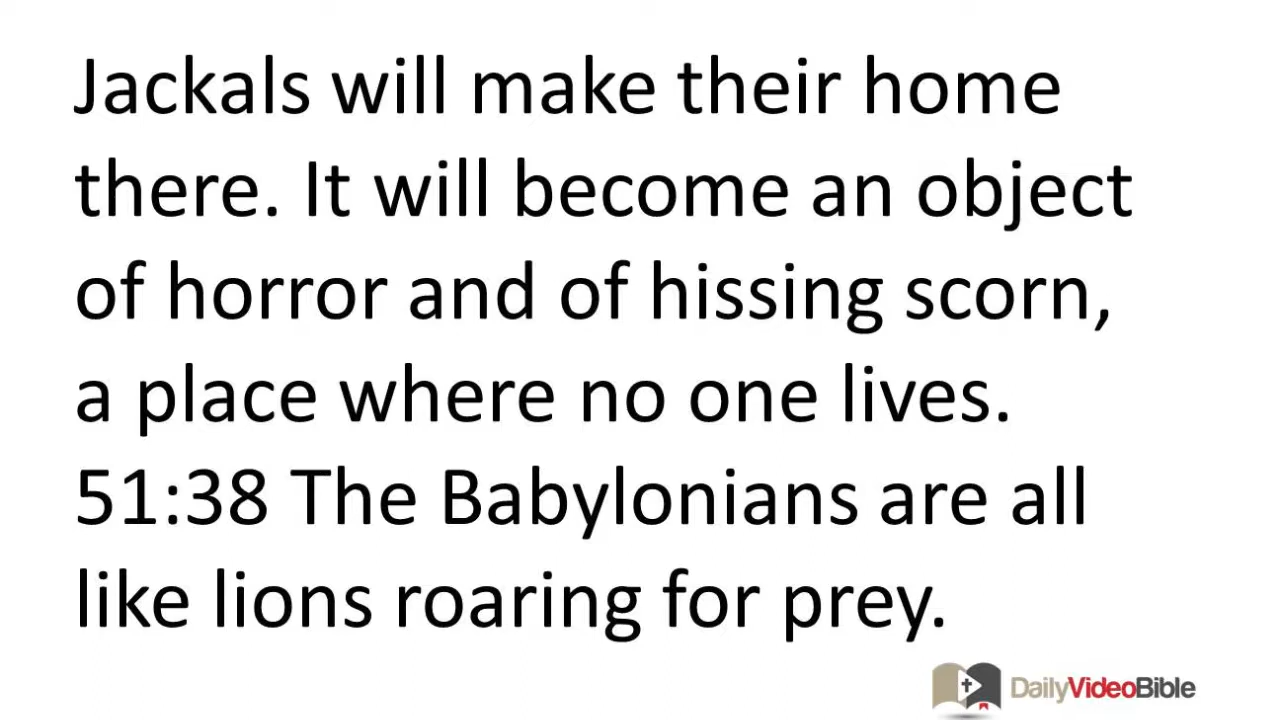 Jackals will make their home
there. It will become an object
of horror and of hissing scorn,
a place where no one lives.
51:38 The Babylonians are all
like lions roaring for prey.
DailyVideoBible